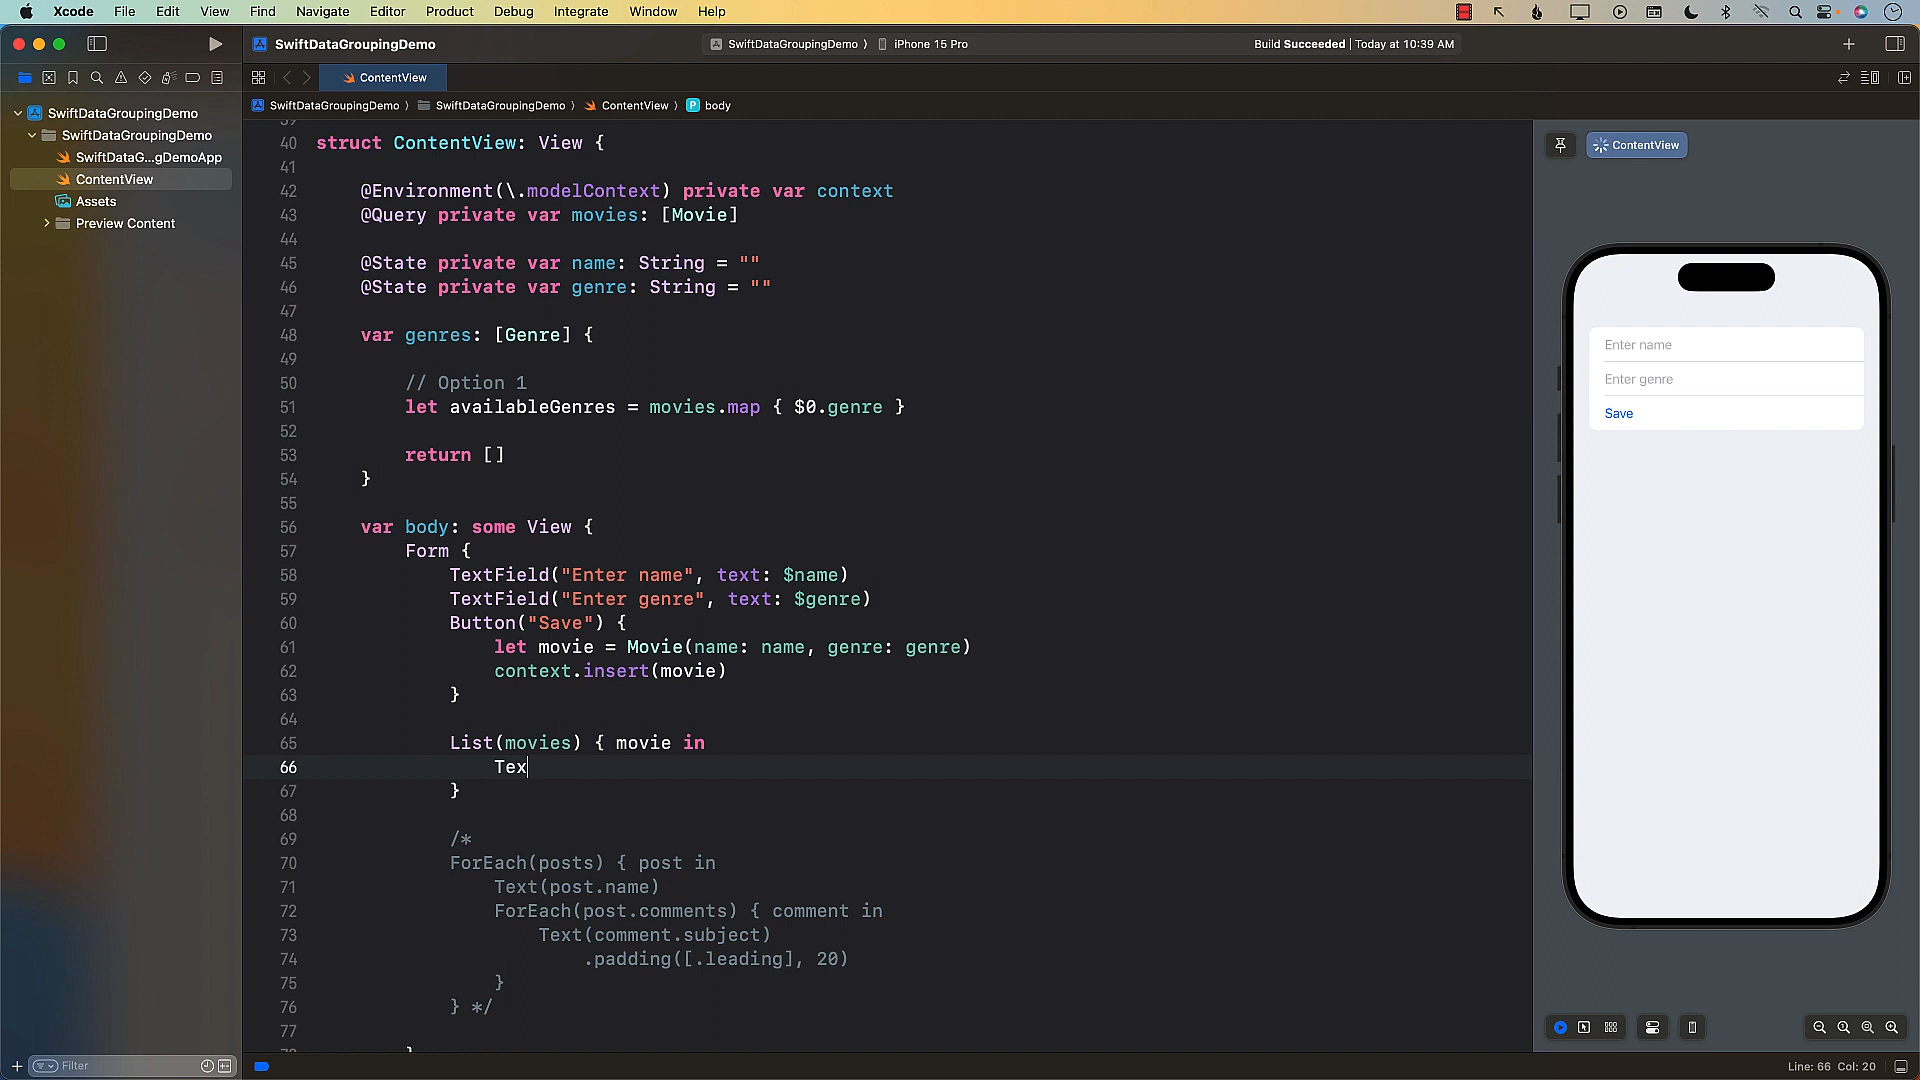 Xcode File Edit View Find Navigate Editor Product Debug Integrate Window Help
SwiftDataGroupingDemo
SwiftDataGroupingDemo 〉 iPhone 15 Pro
Build Succeeded | Today at 10:39 AM
ContentView
SwiftDataGroupingDemo 〉 SwiftDataGroupingDemo 〉 ContentView 〉 P body
SwiftDataGroupingDemo
SwiftDataGroupingDemo
SwiftDataG...gDemoApp
ContentView
Assets
Preview Content
Filter
39
40 struct ContentView: View {
41
42 @Environment(\.modelContext) private var context
43 @Query private var movies: [Movie]
44
45 @State private var name: String = ""
46 @State private var genre: String = ""
47
48 var genres: [Genre] {
49
50 // Option 1
51 let availableGenres = movies.map { $0.genre }
52
53 return []
54 }
55
56 var body: some View {
57 Form {
58 TextField("Enter name", text: $name)
59 TextField("Enter genre", text: $genre)
60 Button("Save") {
61 let movie = Movie(name: name, genre: genre)
62 context.insert(movie)
63 }
64
65 List(movies) { movie in
66 Tex
67 }
68
69 /*
70 ForEach(posts) { post in
71 Text(post.name)
72 ForEach(post.comments) { comment in
73 Text(comment.subject)
74 .padding([.leading], 20)
75 }
76 } */
77
78 }
ContentView
Enter name
Enter genre
Save
Line: 66 Col: 20